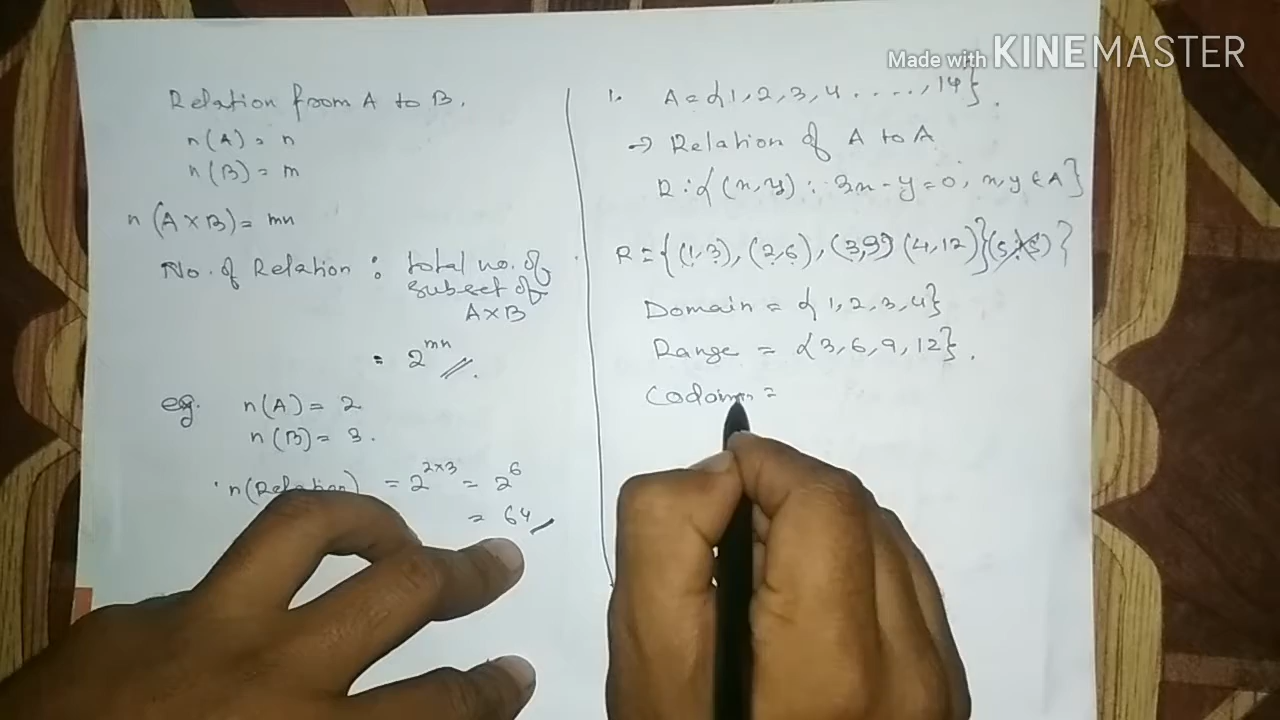 Made with KINEMASTER
Relation from A to B.
n(A) = n
n(B) = m
n(A×B) = mn
No. of Relation : total no. of
subset of
A×B
= 2^mn
eg. n(A) = 2
n(B) = 3.
n(Relation) = 2^2×3 = 2^6
= 64
1. A = {1, 2, 3, 4 . . . . , 14}.
→ Relation of A to A
R : {(x, y) : 3x - y = 0, x, y ∈ A}
R = {(1, 3), (2, 6), (3, 9) (4, 12)}
Domain = {1, 2, 3, 4}
Range = {3, 6, 9, 12}.